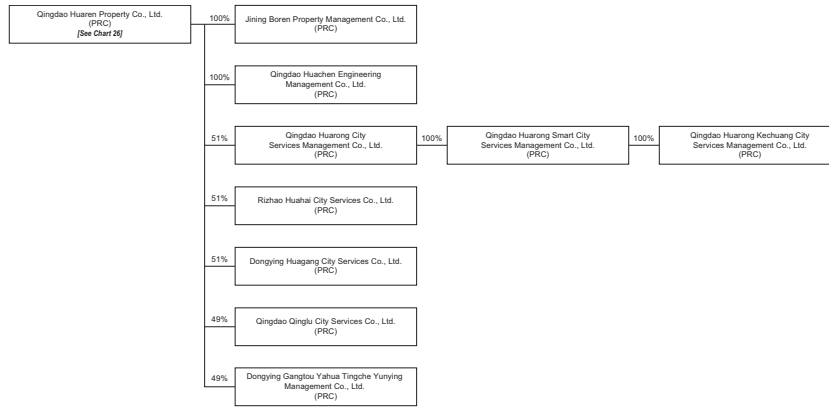 Qingdao Huaren Property Co., Ltd.
(PRC)
[See Chart 26]
100%
Jining Boren Property Management Co., Ltd.
(PRC)
100%
Qingdao Huachen Engineering
Management Co., Ltd.
(PRC)
51%
Qingdao Huarong City
Services Management Co., Ltd.
(PRC)
100%
Qingdao Huarong Smart City
Services Management Co., Ltd.
(PRC)
100%
Qingdao Huarong Kechuang City
Services Management Co., Ltd.
(PRC)
51%
Rizhao Huahai City Services Co., Ltd.
(PRC)
51%
Dongying Huagang City Services Co., Ltd.
(PRC)
49%
Qingdao Qinglu City Services Co., Ltd.
(PRC)
49%
Dongying Gangtou Yahua Tingche Yunying
Management Co., Ltd.
(PRC)